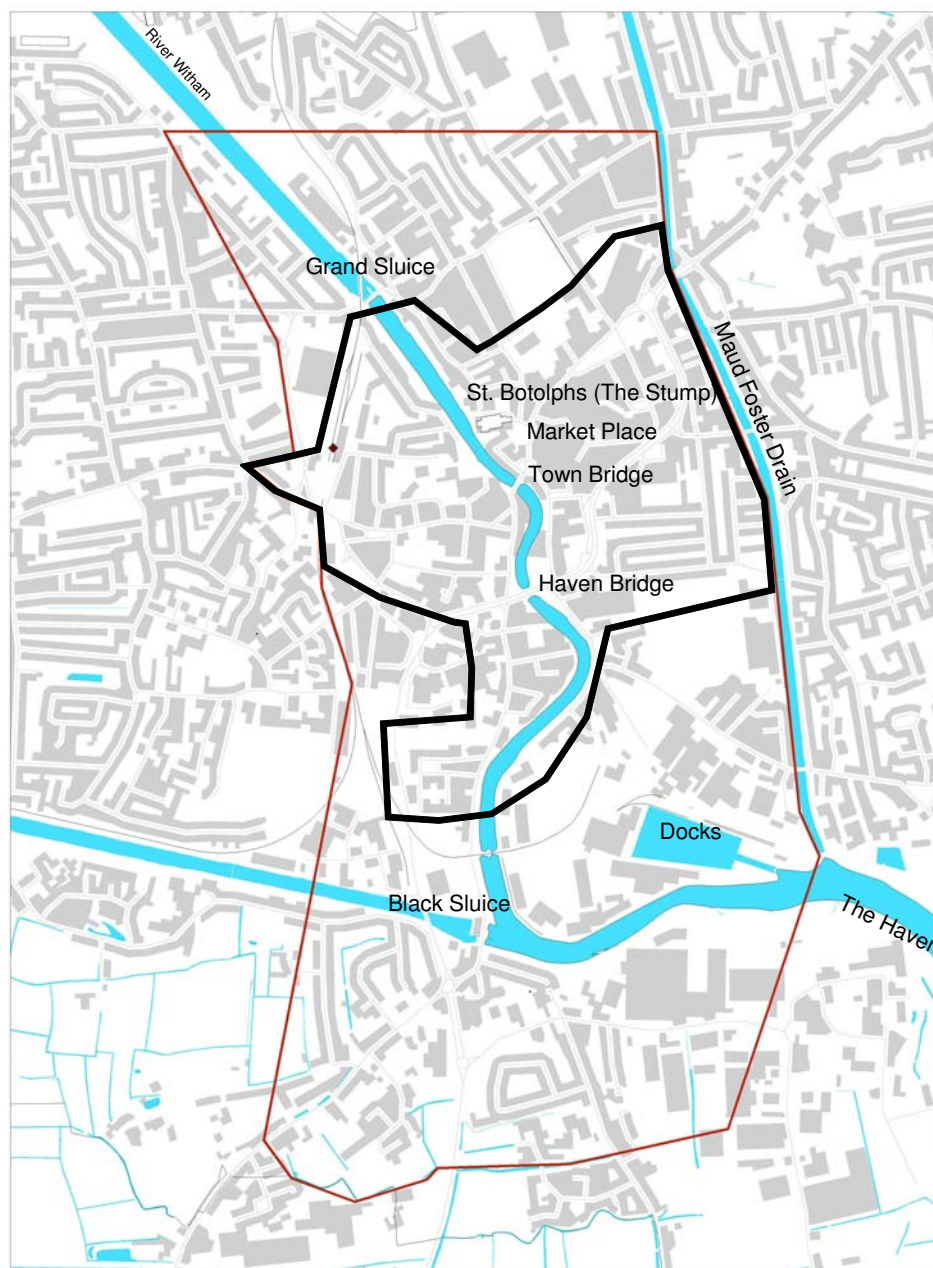 River Witham
Grand Sluice
Maud Foster Drain
St. Botolphs (The Stump)
Market Place
Town Bridge
Haven Bridge
Docks
Black Sluice
The Haven